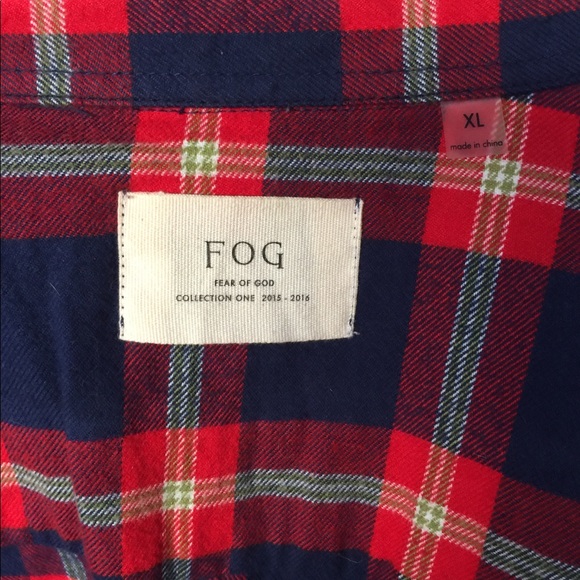 XL
made in china
FOG
FEAR OF GOD
COLLECTION ONE 2015 - 2016